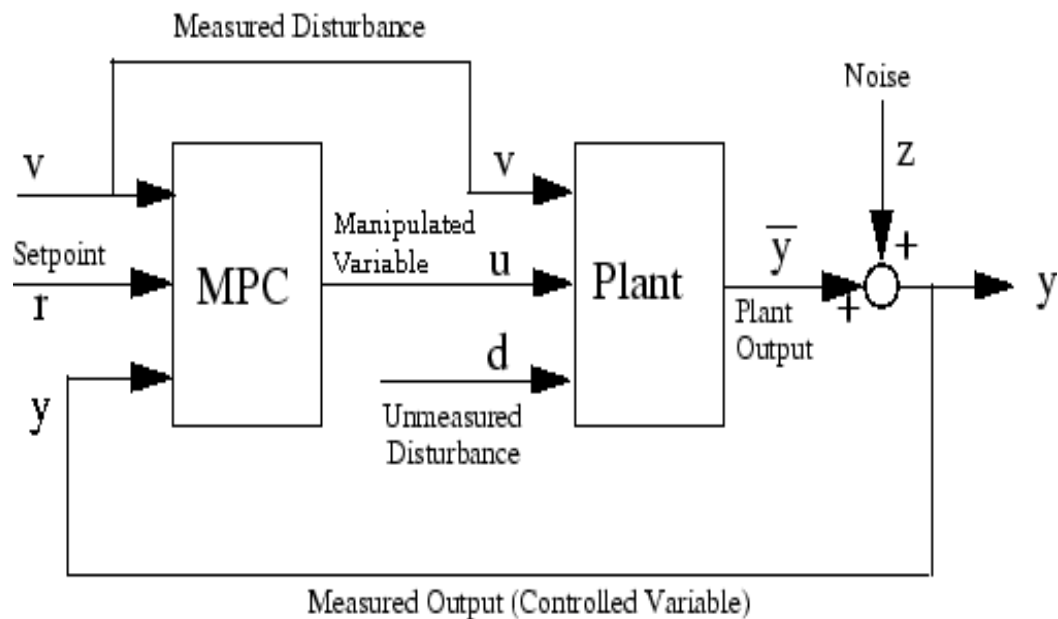 Measured Disturbance
Noise
v
v
z
Setpoint
Manipulated
Variable
y̅
+
r
MPC
u
Plant
+
y
Plant
Output
d
y
Unmeasured
Disturbance
Measured Output (Controlled Variable)